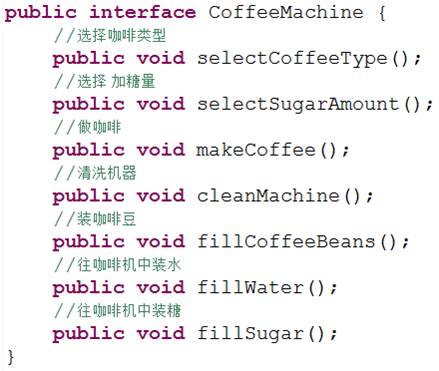 public interface CoffeeMachine {
//选择咖啡类型
public void selectCoffeeType();
//选择 加糖量
public void selectSugarAmount();
//做咖啡
public void makeCoffee();
//清洗机器
public void cleanMachine();
//装咖啡豆
public void fillCoffeeBeans();
//往咖啡机中装水
public void fillWater();
//往咖啡机中装糖
public void fillSugar();
}